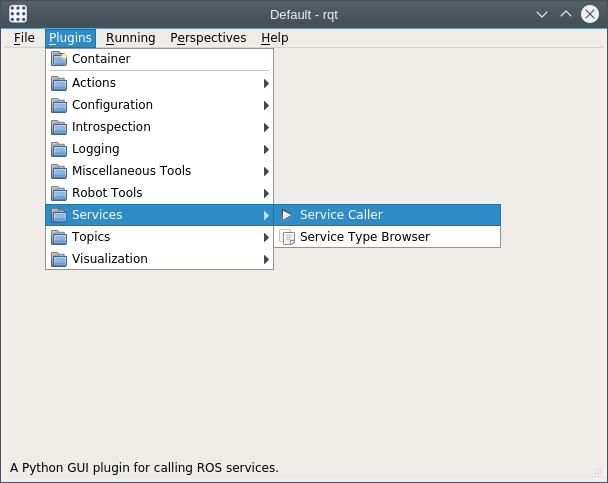 Default - rqt
File Plugins Running Perspectives Help
Container
Actions
Configuration
Introspection
Logging
Miscellaneous Tools
Robot Tools
Services
Service Caller
Topics
Service Type Browser
Visualization
A Python GUI plugin for calling ROS services.